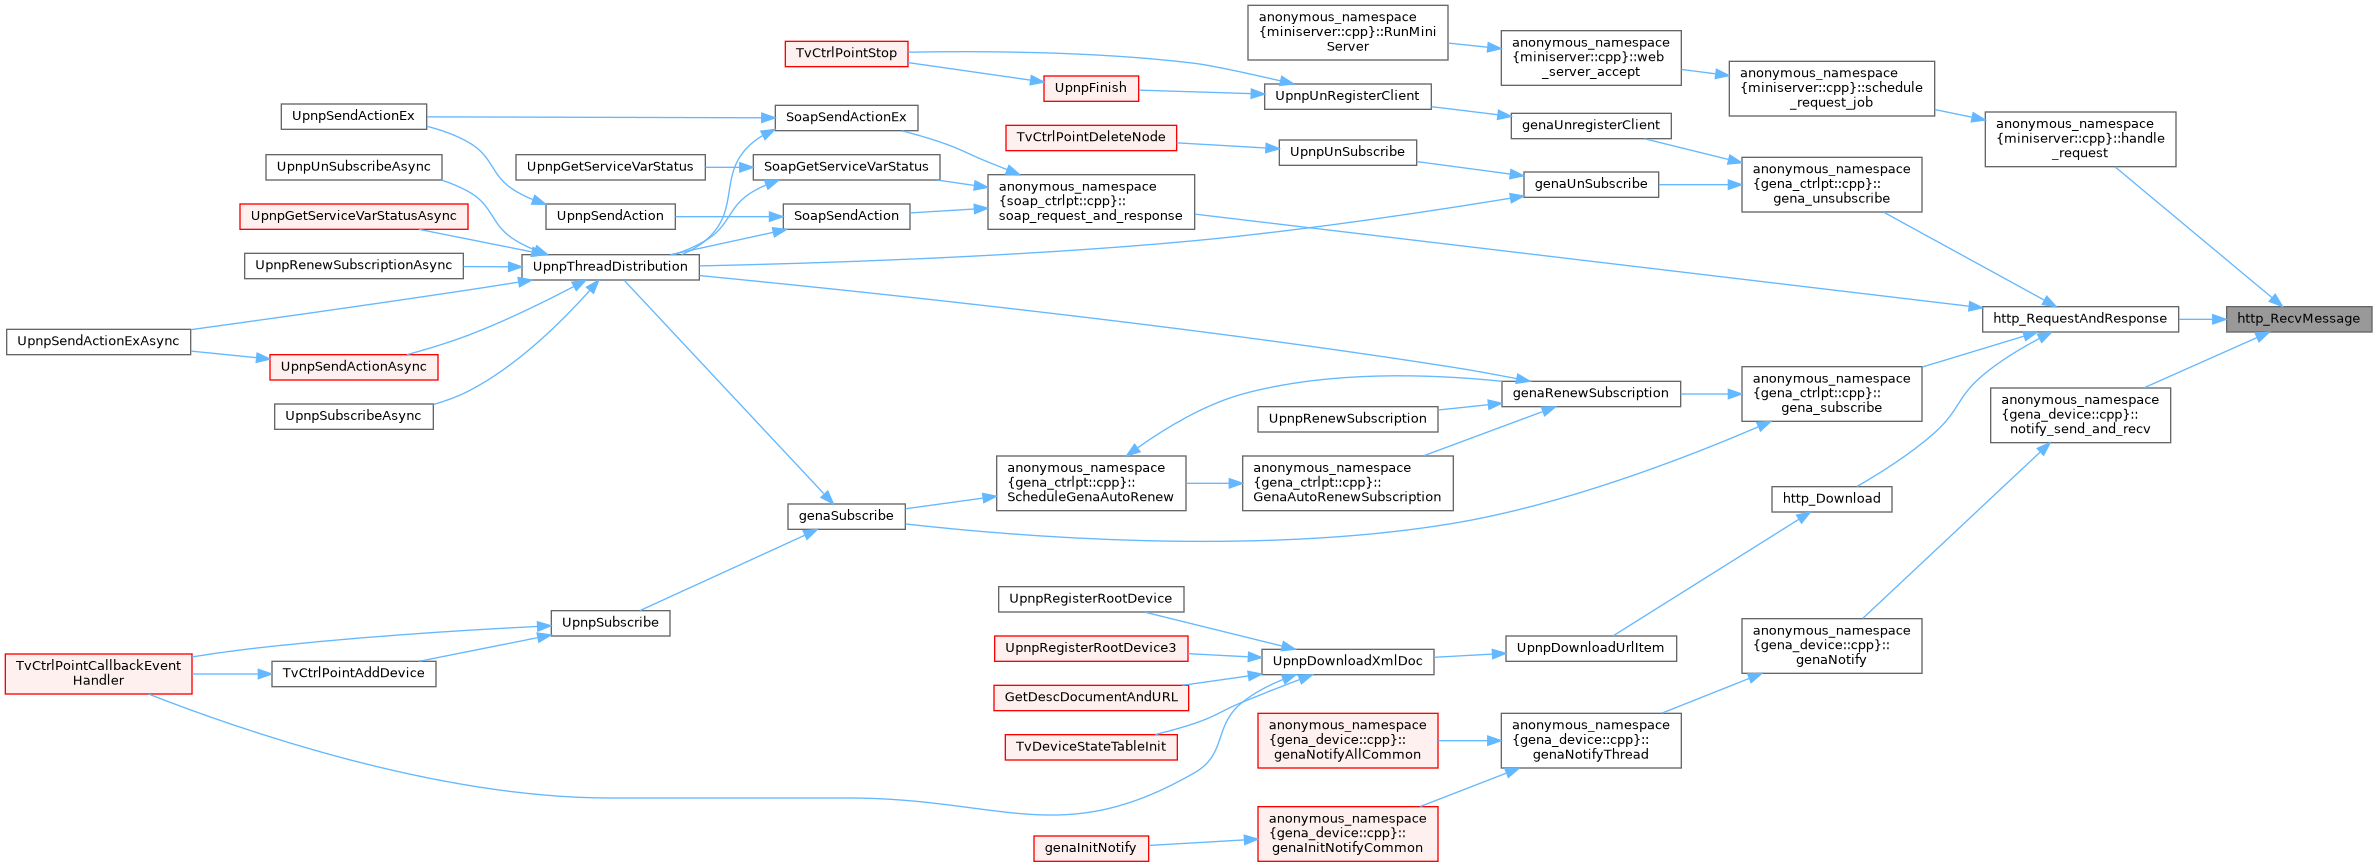 anonymous_namespace
{miniserver::cpp}::RunMini
Server
anonymous_namespace
{miniserver::cpp}::web
_server_accept
anonymous_namespace
{miniserver::cpp}::schedule
_request_job
anonymous_namespace
{miniserver::cpp}::handle
_request
TvCtrlPointStop
UpnpFinish
UpnpUnRegisterClient
genaUnregisterClient
UpnpSendActionEx
SoapSendActionEx
TvCtrlPointDeleteNode
UpnpUnSubscribe
UpnpUnSubscribeAsync
UpnpGetServiceVarStatus
SoapGetServiceVarStatus
anonymous_namespace
{soap_ctrlpt::cpp}::
soap_request_and_response
genaUnSubscribe
anonymous_namespace
{gena_ctrlpt::cpp}::
gena_unsubscribe
UpnpGetServiceVarStatusAsync
UpnpSendAction
SoapSendAction
UpnpRenewSubscriptionAsync
UpnpThreadDistribution
http_RequestAndResponse
http_RecvMessage
UpnpSendActionExAsync
UpnpSendActionAsync
UpnpSubscribeAsync
genaRenewSubscription
UpnpRenewSubscription
anonymous_namespace
{gena_ctrlpt::cpp}::
gena_subscribe
anonymous_namespace
{gena_device::cpp}::
notify_send_and_recv
anonymous_namespace
{gena_ctrlpt::cpp}::
ScheduleGenaAutoRenew
anonymous_namespace
{gena_ctrlpt::cpp}::
GenaAutoRenewSubscription
http_Download
genaSubscribe
UpnpRegisterRootDevice
UpnpSubscribe
UpnpRegisterRootDevice3
UpnpDownloadXmlDoc
UpnpDownloadUrlItem
anonymous_namespace
{gena_device::cpp}::
genaNotify
TvCtrlPointCallbackEvent
Handler
TvCtrlPointAddDevice
GetDescDocumentAndURL
TvDeviceStateTableInit
anonymous_namespace
{gena_device::cpp}::
genaNotifyAllCommon
anonymous_namespace
{gena_device::cpp}::
genaNotifyThread
anonymous_namespace
{gena_device::cpp}::
genaInitNotifyCommon
genaInitNotify